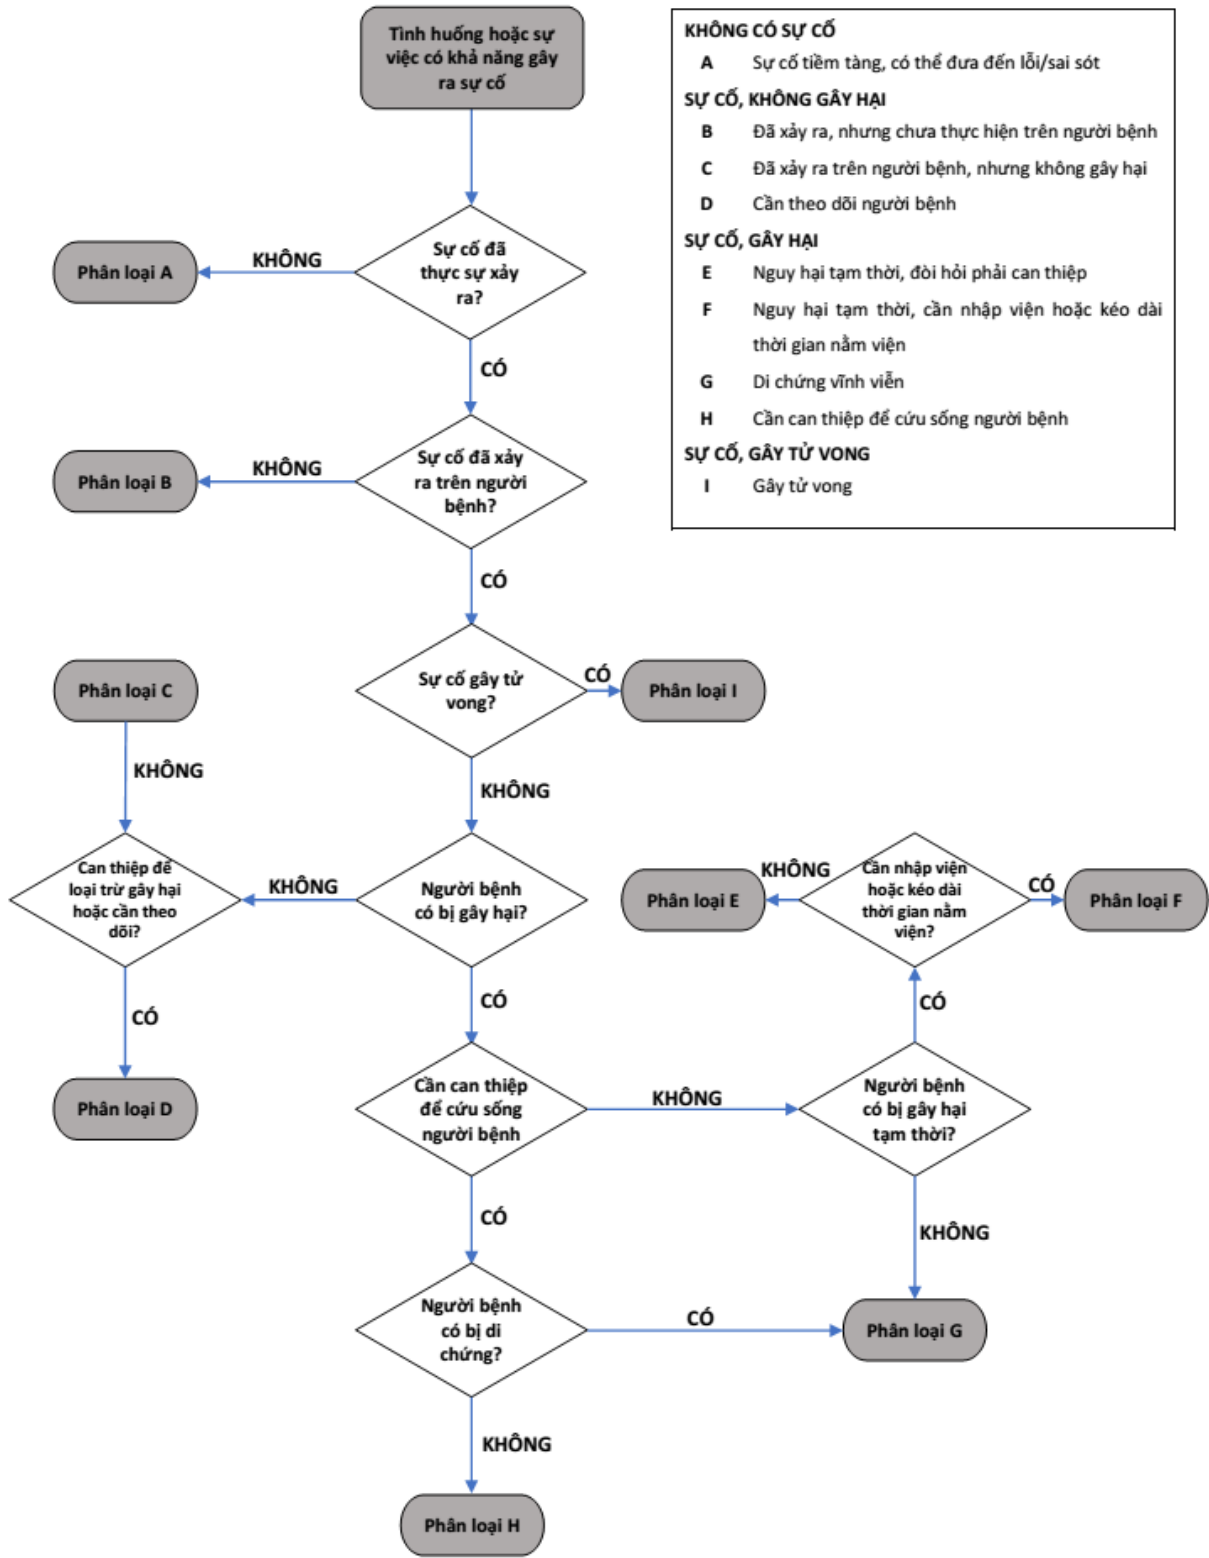 Tình huống hoặc sự
việc có khả năng gây
ra sự cố
KHÔNG CÓ SỰ CỐ
A Sự cố tiềm tàng, có thể đưa đến lỗi/sai sót
SỰ CỐ, KHÔNG GÂY HẠI
B Đã xảy ra, nhưng chưa thực hiện trên người bệnh
C Đã xảy ra trên người bệnh, nhưng không gây hại
D Cần theo dõi người bệnh
SỰ CỐ, GÂY HẠI
E Nguy hại tạm thời, đòi hỏi phải can thiệp
F Nguy hại tạm thời, cần nhập viện hoặc kéo dài
thời gian nằm viện
G Di chứng vĩnh viễn
H Cần can thiệp để cứu sống người bệnh
SỰ CỐ, GÂY TỬ VONG
I Gây tử vong
Sự cố đã
thực sự xảy
ra?
KHÔNG
Phân loại A
CÓ
Sự cố đã xảy
ra trên người
bệnh?
KHÔNG
Phân loại B
CÓ
Sự cố gây tử
vong?
CÓ
Phân loại I
Phân loại C
KHÔNG
KHÔNG
Can thiệp để
loại trừ gây hại
hoặc cần theo
dõi?
KHÔNG
Người bệnh
có bị gây hại?
Phân loại E
KHÔNG
Cần nhập viện
hoặc kéo dài
thời gian nằm
viện?
CÓ
Phân loại F
CÓ
CÓ
CÓ
Phân loại D
Cần can thiệp
để cứu sống
người bệnh
KHÔNG
Người bệnh
có bị gây hại
tạm thời?
CÓ
KHÔNG
Người bệnh
có bị di
chứng?
CÓ
Phân loại G
KHÔNG
Phân loại H